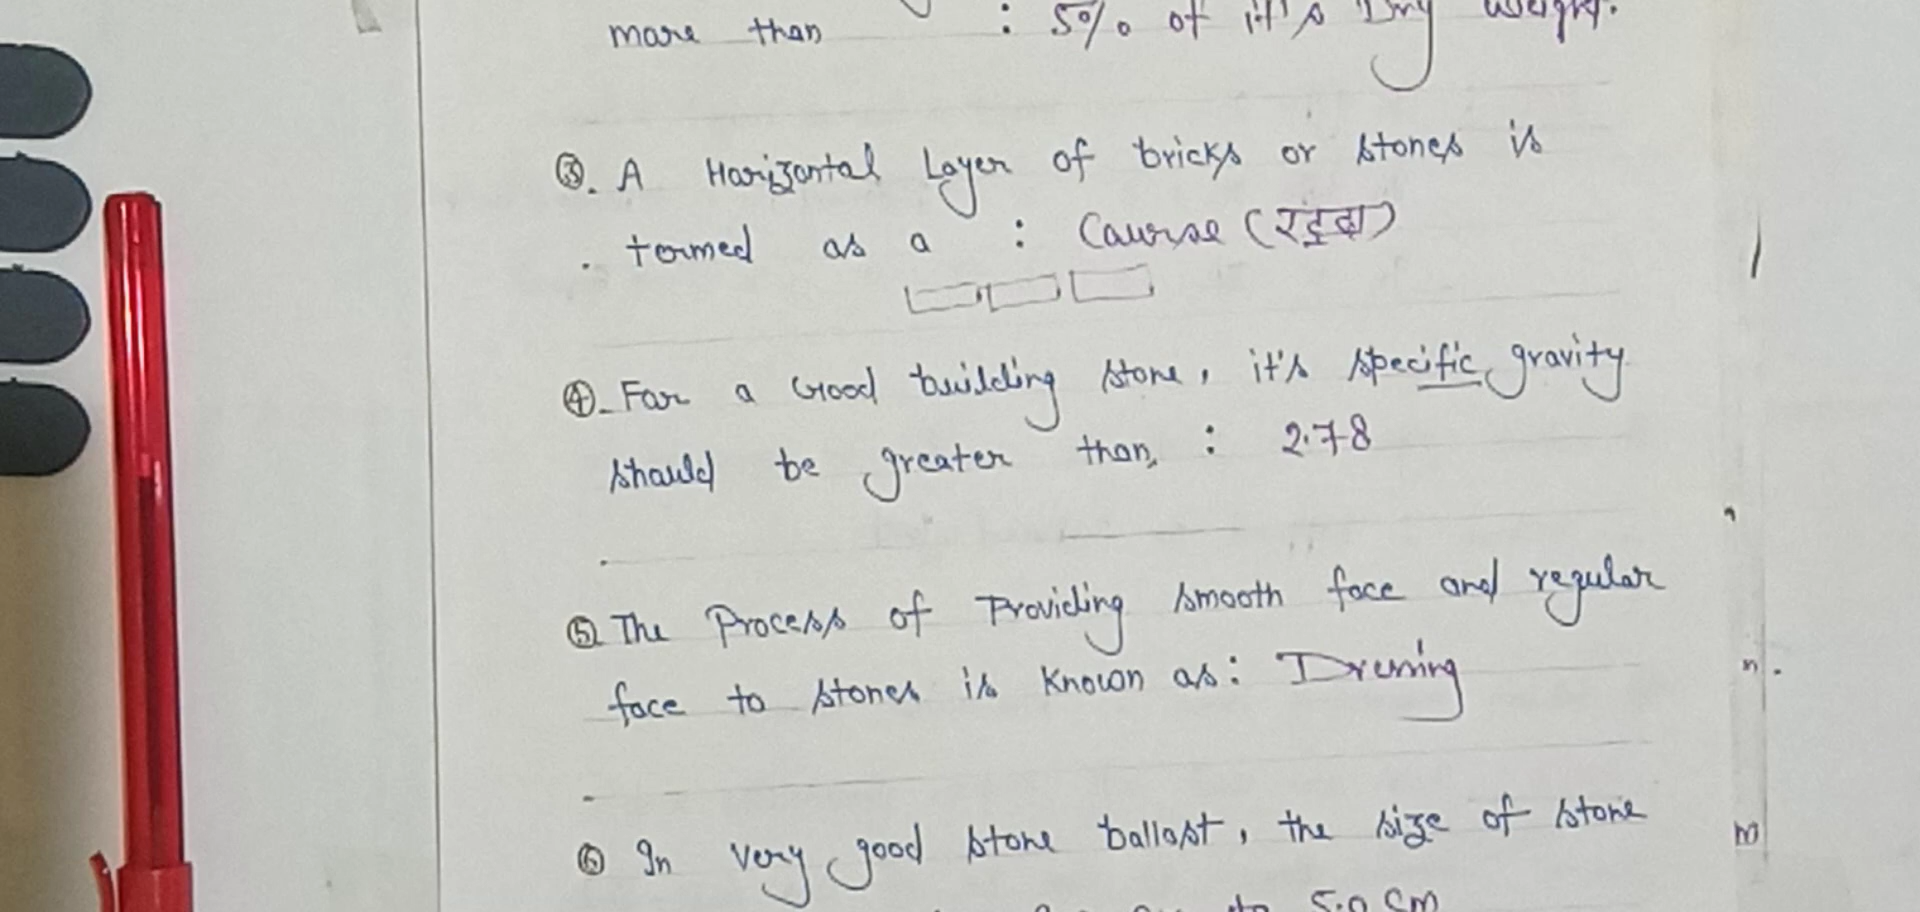 more than : 5% of it's Dry weight.
③. A Horizontal Layer of bricks or stones is
termed as a : Course (रद्दा)
④. For a Good building stone, it's specific gravity
should be greater than, : 2.78
⑤ The Process of Providing smooth face and regular
face to stones is known as : Dressing
⑥ In very good stone ballast, the size of stone
to 5.0 cm